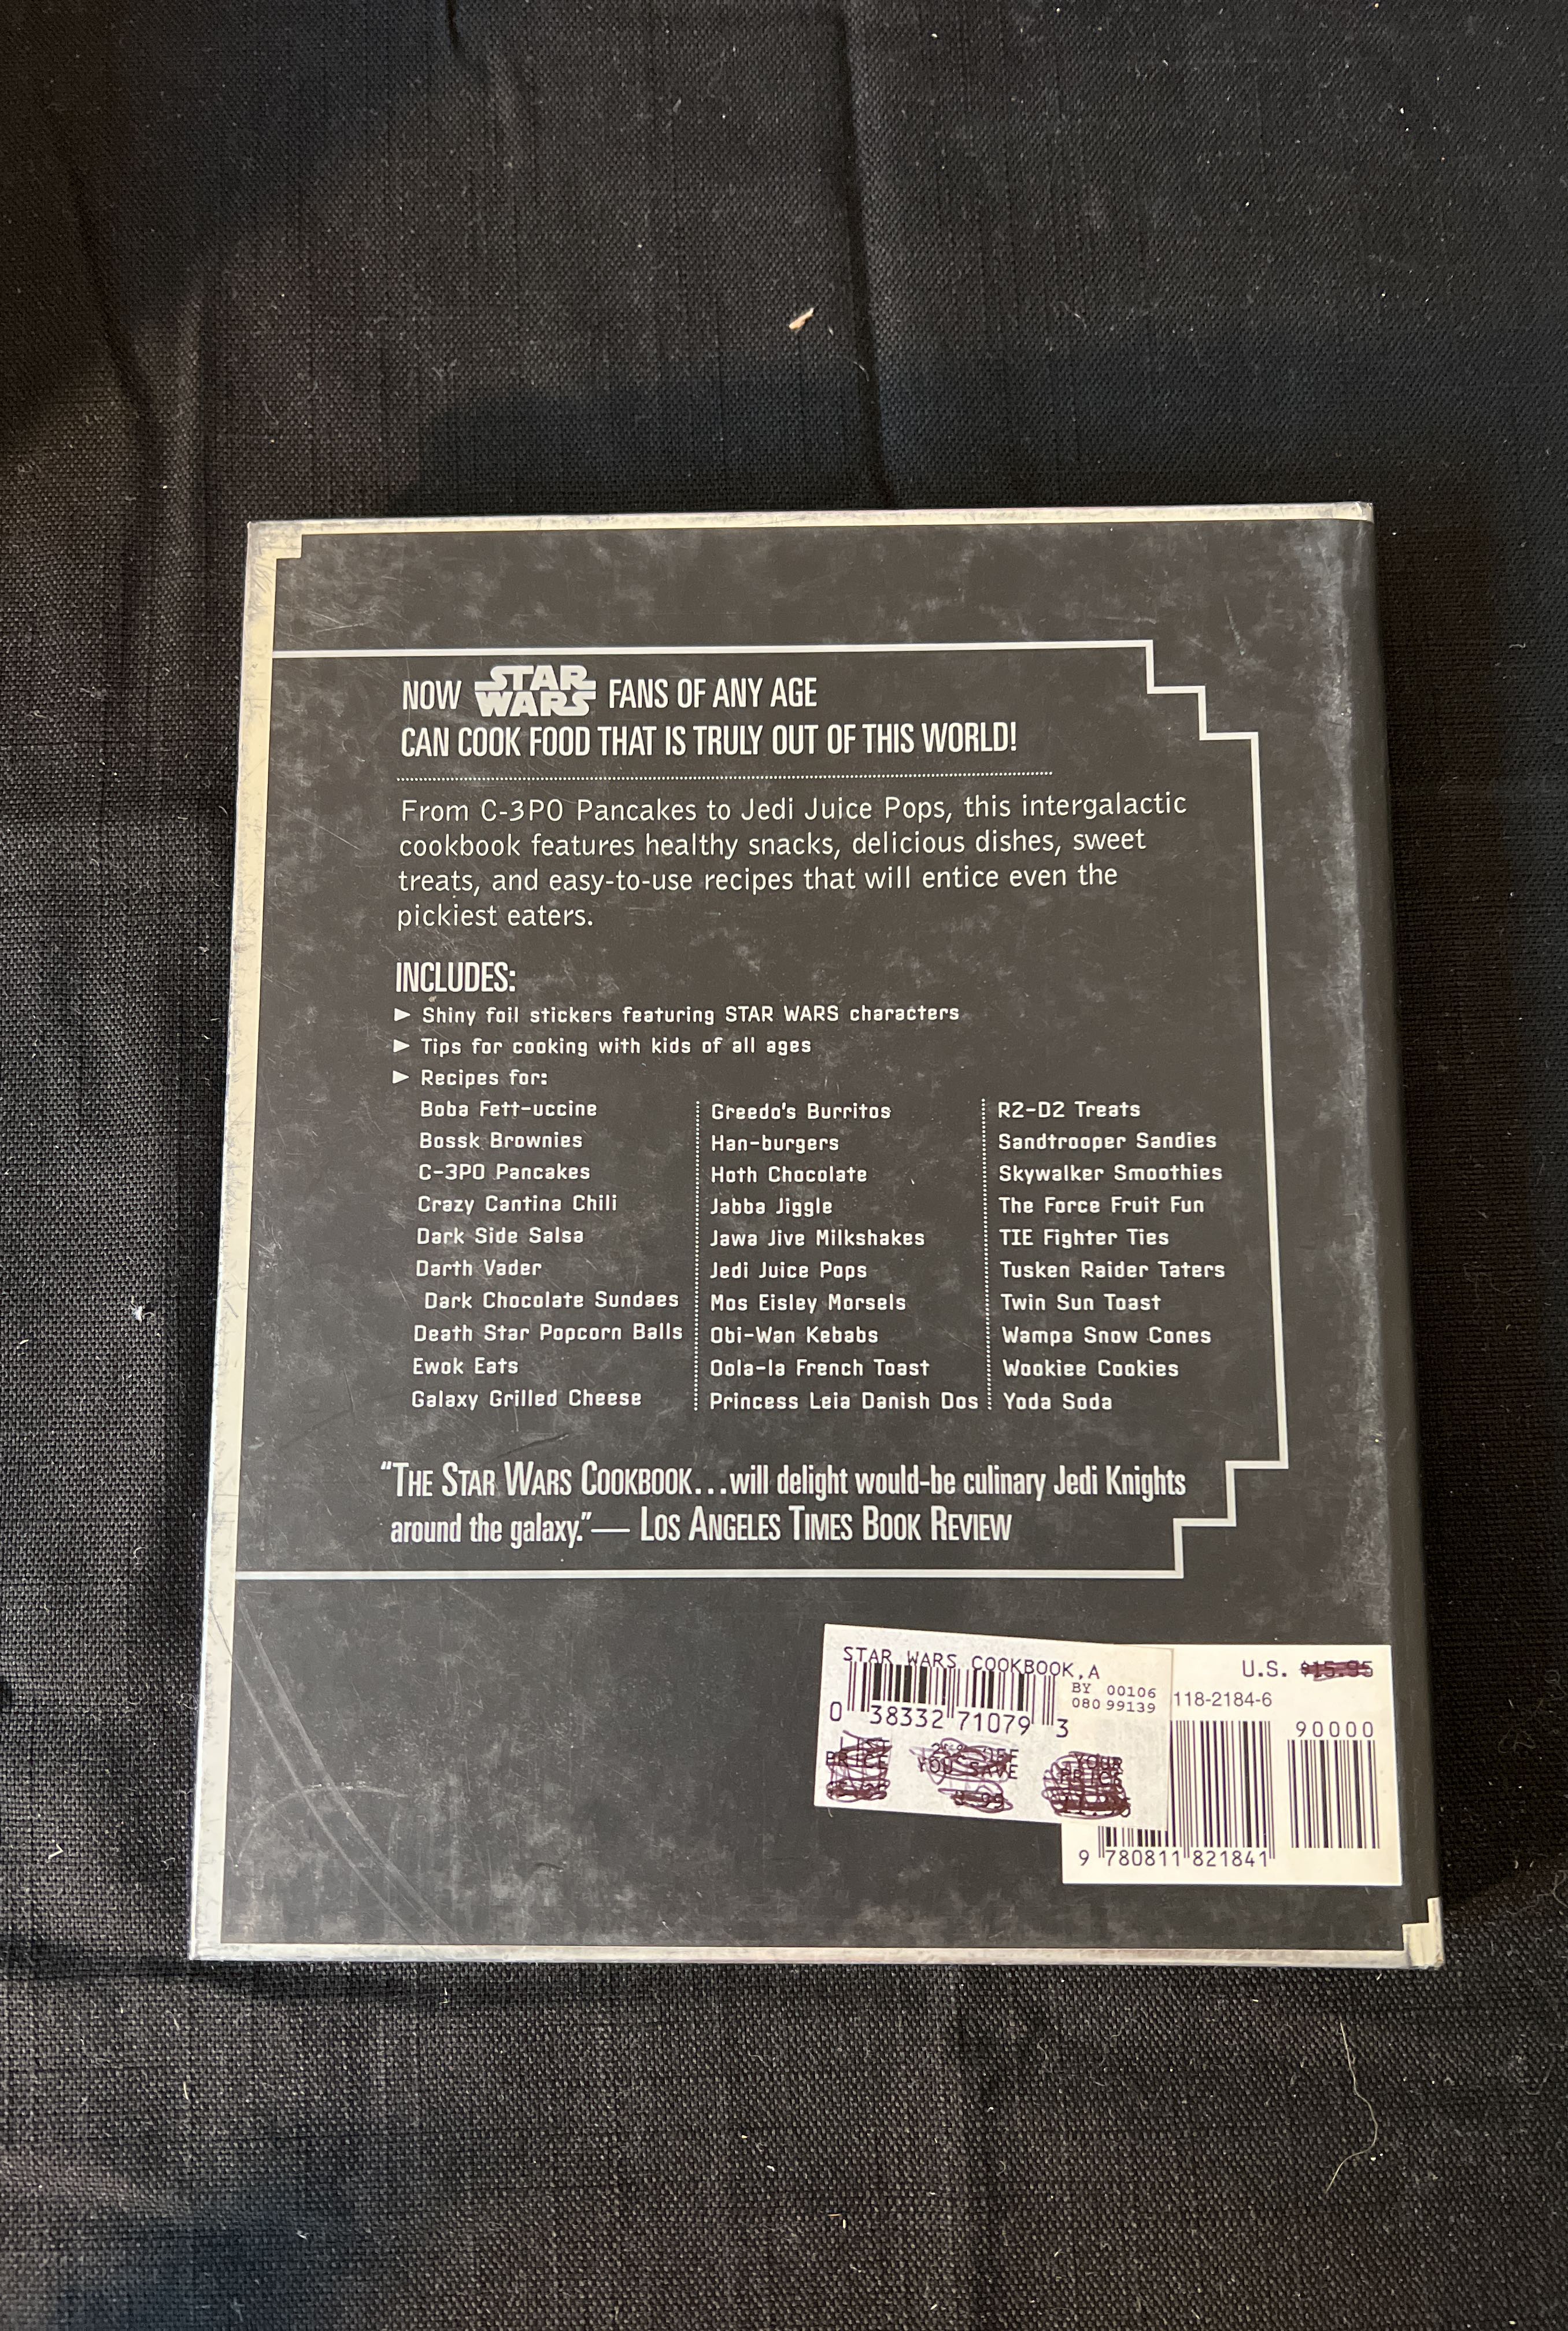 NOW STAR WARS FANS OF ANY AGE
CAN COOK FOOD THAT IS TRULY OUT OF THIS WORLD!
From C-3PO Pancakes to Jedi Juice Pops, this intergalactic
cookbook features healthy snacks, delicious dishes, sweet
treats, and easy-to-use recipes that will entice even the
pickiest eaters.
INCLUDES:
► Shiny foil stickers featuring STAR WARS characters
► Tips for cooking with kids of all ages
► Recipes for:
Boba Fett-uccine
Bossk Brownies
C-3PO Pancakes
Crazy Cantina Chili
Dark Side Salsa
Darth Vader
Dark Chocolate Sundaes
Death Star Popcorn Balls
Ewok Eats
Galaxy Grilled Cheese
Greedo's Burritos
Han-burgers
Hoth Chocolate
Jabba Jiggle
Jawa Jive Milkshakes
Jedi Juice Pops
Mos Eisley Morsels
Obi-Wan Kebabs
Oola-la French Toast
Princess Leia Danish Dos
R2-D2 Treats
Sandtrooper Sandies
Skywalker Smoothies
The Force Fruit Fun
TIE Fighter Ties
Tusken Raider Taters
Twin Sun Toast
Wampa Snow Cones
Wookiee Cookies
Yoda Soda
"THE STAR WARS COOKBOOK...will delight would-be culinary Jedi Knights
around the galaxy."— LOS ANGELES TIMES BOOK REVIEW
STAR WARS COOKBOOK,A
BY 00106
080 99139
0 38332 71079 3
LIST
PRICE
YOU SAVE
YOUR
PRICE
U.S. $15.95
118-2184-6
90000
9 780811 821841